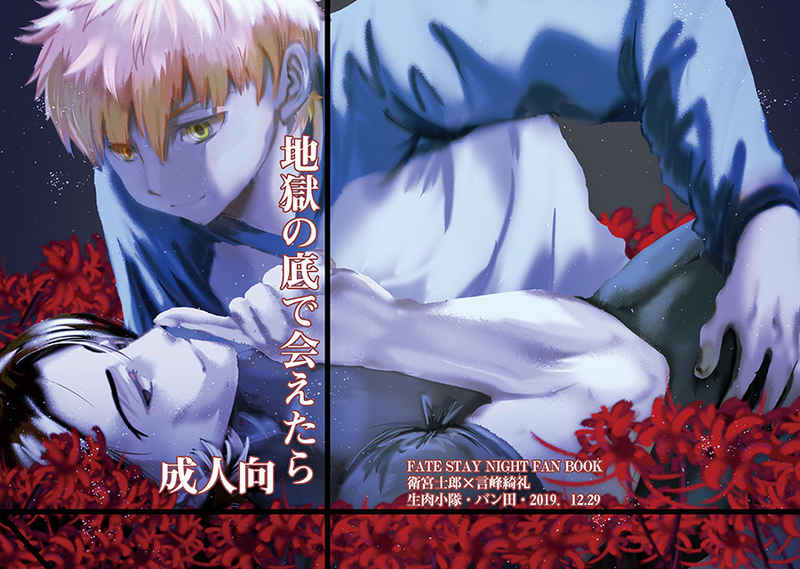 地獄の底で会えたら
成人向
FATE STAY NIGHT FAN BOOK
衛宮士郎×言峰綺礼
生肉小隊・パン田・2019. 12.29